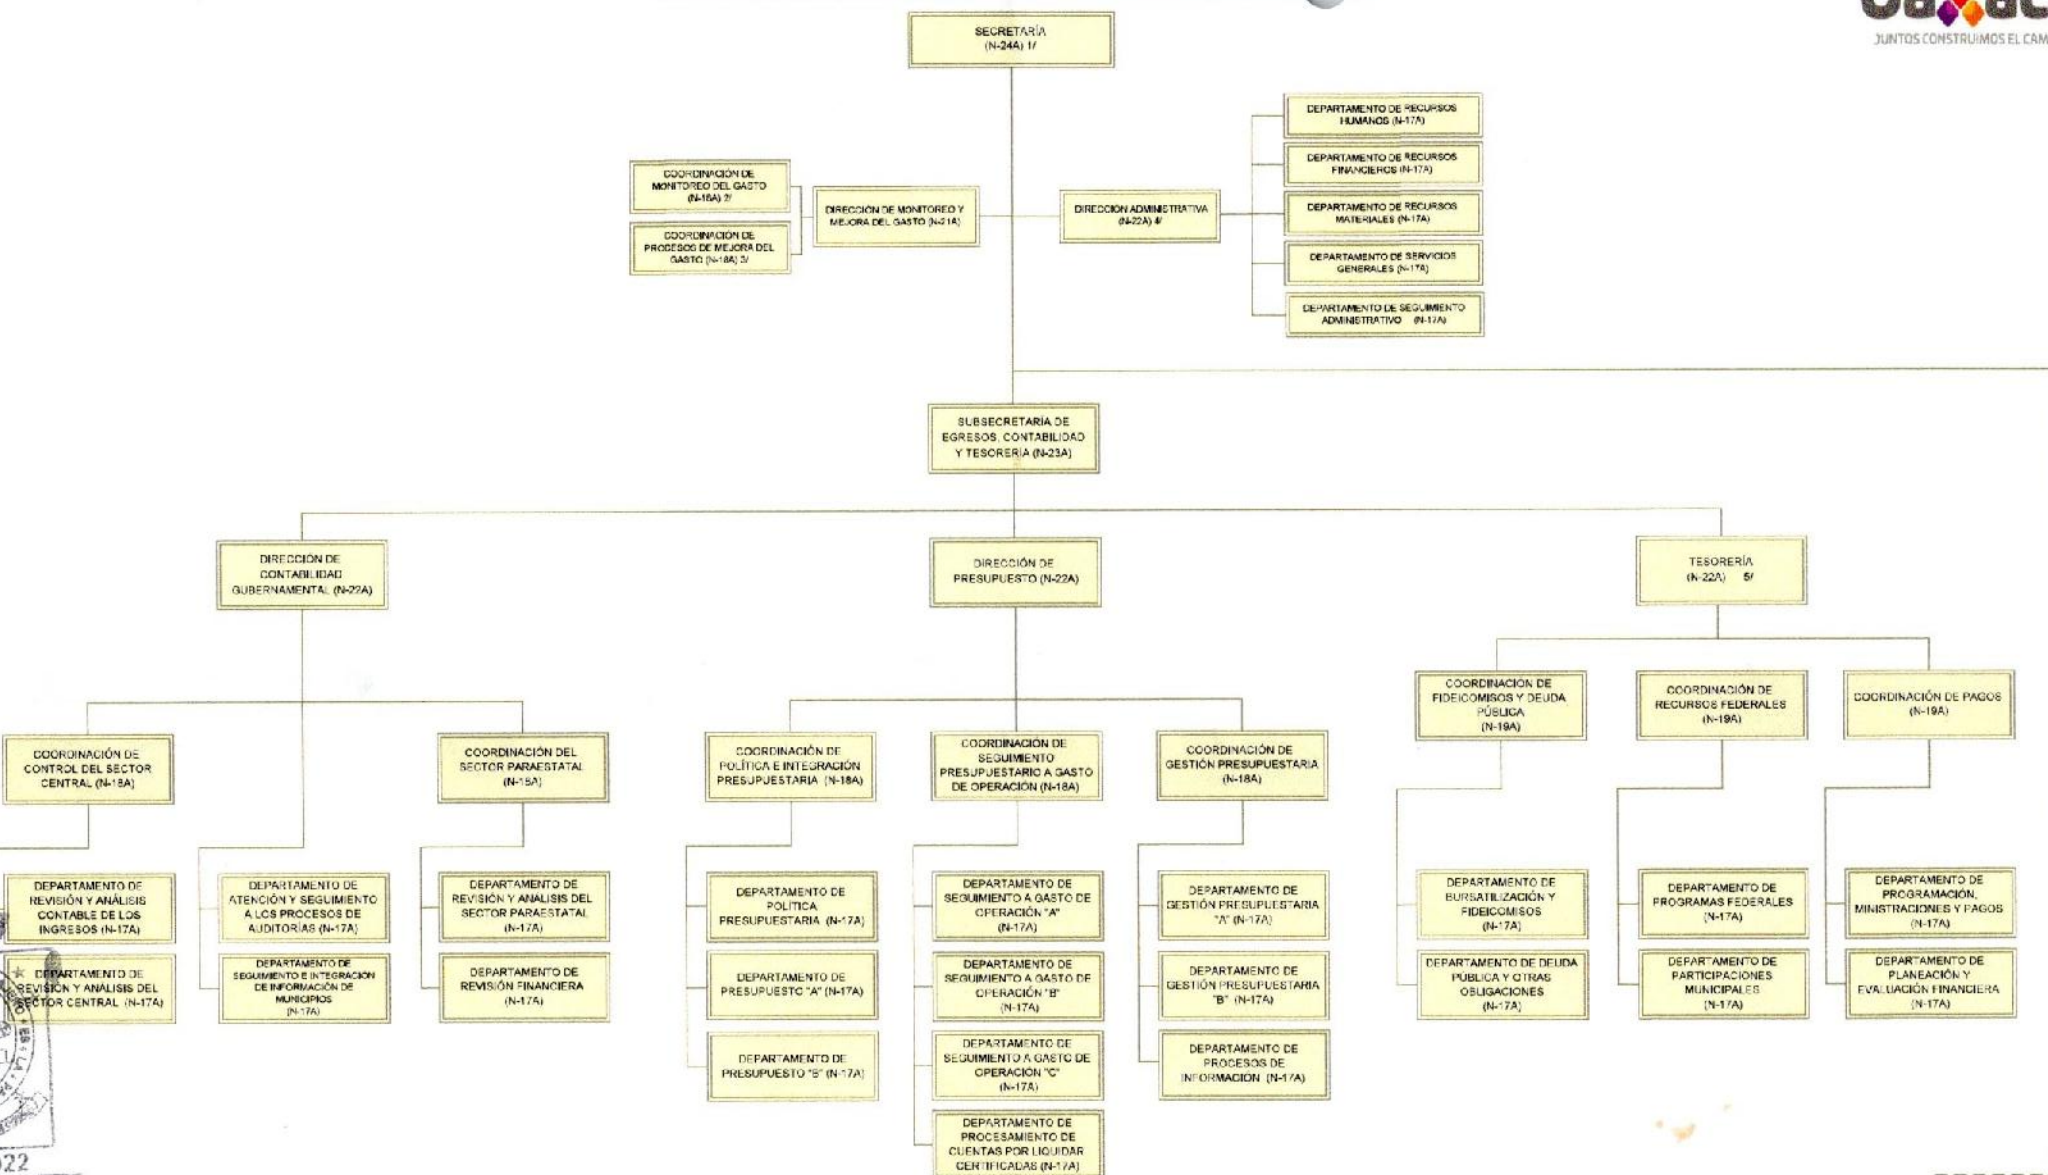 JUNTOS CONSTRUIMOS EL CAM
SECRETARÍA
(N-24A) 1/
DEPARTAMENTO DE RECURSOS
HUMANOS (N-17A)
DEPARTAMENTO DE RECURSOS
FINANCIEROS (N-17A)
DEPARTAMENTO DE RECURSOS
MATERIALES (N-17A)
DEPARTAMENTO DE SERVICIOS
GENERALES (N-17A)
DEPARTAMENTO DE SEGUIMIENTO
ADMINISTRATIVO (N-17A)
COORDINACIÓN DE
MONITOREO DEL GASTO
(N-18A) 2/
COORDINACIÓN DE
PROCESOS DE MEJORA DEL
GASTO (N-18A) 3/
DIRECCIÓN DE MONITOREO Y
MEJORA DEL GASTO (N-21A)
DIRECCIÓN ADMINISTRATIVA
(N-22A) 4/
SUBSECRETARÍA DE
EGRESOS, CONTABILIDAD
Y TESORERÍA (N-23A)
DIRECCIÓN DE
CONTABILIDAD
GUBERNAMENTAL (N-22A)
DIRECCIÓN DE
PRESUPUESTO (N-22A)
TESORERÍA
(N-22A) 5/
COORDINACIÓN DE
CONTROL DEL SECTOR
CENTRAL (N-18A)
COORDINACIÓN DEL
SECTOR PARAESTATAL
(N-18A)
COORDINACIÓN DE
POLÍTICA E INTEGRACIÓN
PRESUPUESTARIA (N-18A)
COORDINACIÓN DE
SEGUIMIENTO
PRESUPUESTARIO A GASTO
DE OPERACIÓN (N-18A)
COORDINACIÓN DE
GESTIÓN PRESUPUESTARIA
(N-18A)
COORDINACIÓN DE
FIDEICOMISOS Y DEUDA
PÚBLICA
(N-19A)
COORDINACIÓN DE
RECURSOS FEDERALES
(N-19A)
COORDINACIÓN DE PAGOS
(N-19A)
DEPARTAMENTO DE
REVISIÓN Y ANÁLISIS
CONTABLE DE LOS
INGRESOS (N-17A)
DEPARTAMENTO DE
REVISIÓN Y ANÁLISIS DEL
SECTOR CENTRAL (N-17A)
DEPARTAMENTO DE
ATENCIÓN Y SEGUIMIENTO
A LOS PROCESOS DE
AUDITORÍAS (N-17A)
DEPARTAMENTO DE
SEGUIMIENTO E INTEGRACIÓN
DE INFORMACIÓN DE
MUNICIPIOS
(N-17A)
DEPARTAMENTO DE
REVISIÓN Y ANÁLISIS DEL
SECTOR PARAESTATAL
(N-17A)
DEPARTAMENTO DE
REVISIÓN FINANCIERA
(N-17A)
DEPARTAMENTO DE
POLÍTICA
PRESUPUESTARIA (N-17A)
DEPARTAMENTO DE
PRESUPUESTO "A" (N-17A)
DEPARTAMENTO DE
PRESUPUESTO "B" (N-17A)
DEPARTAMENTO DE
SEGUIMIENTO A GASTO DE
OPERACIÓN "A"
(N-17A)
DEPARTAMENTO DE
SEGUIMIENTO A GASTO DE
OPERACIÓN "B"
(N-17A)
DEPARTAMENTO DE
SEGUIMIENTO A GASTO DE
OPERACIÓN "C"
(N-17A)
DEPARTAMENTO DE
PROCESAMIENTO DE
CUENTAS POR LIQUIDAR
CERTIFICADAS (N-17A)
DEPARTAMENTO DE
GESTIÓN PRESUPUESTARIA
"A" (N-17A)
DEPARTAMENTO DE
GESTIÓN PRESUPUESTARIA
"B" (N-17A)
DEPARTAMENTO DE
PROCESOS DE
INFORMACIÓN (N-17A)
DEPARTAMENTO DE
BURSATILIZACIÓN Y
FIDEICOMISOS
(N-17A)
DEPARTAMENTO DE DEUDA
PÚBLICA Y OTRAS
OBLIGACIONES
(N-17A)
DEPARTAMENTO DE
PROGRAMAS FEDERALES
(N-17A)
DEPARTAMENTO DE
PARTICIPACIONES
MUNICIPALES
(N-17A)
DEPARTAMENTO DE
PROGRAMACIÓN,
MINISTRACIONES Y PAGOS
(N-17A)
DEPARTAMENTO DE
PLANEACIÓN Y
EVALUACIÓN FINANCIERA
(N-17A)
022